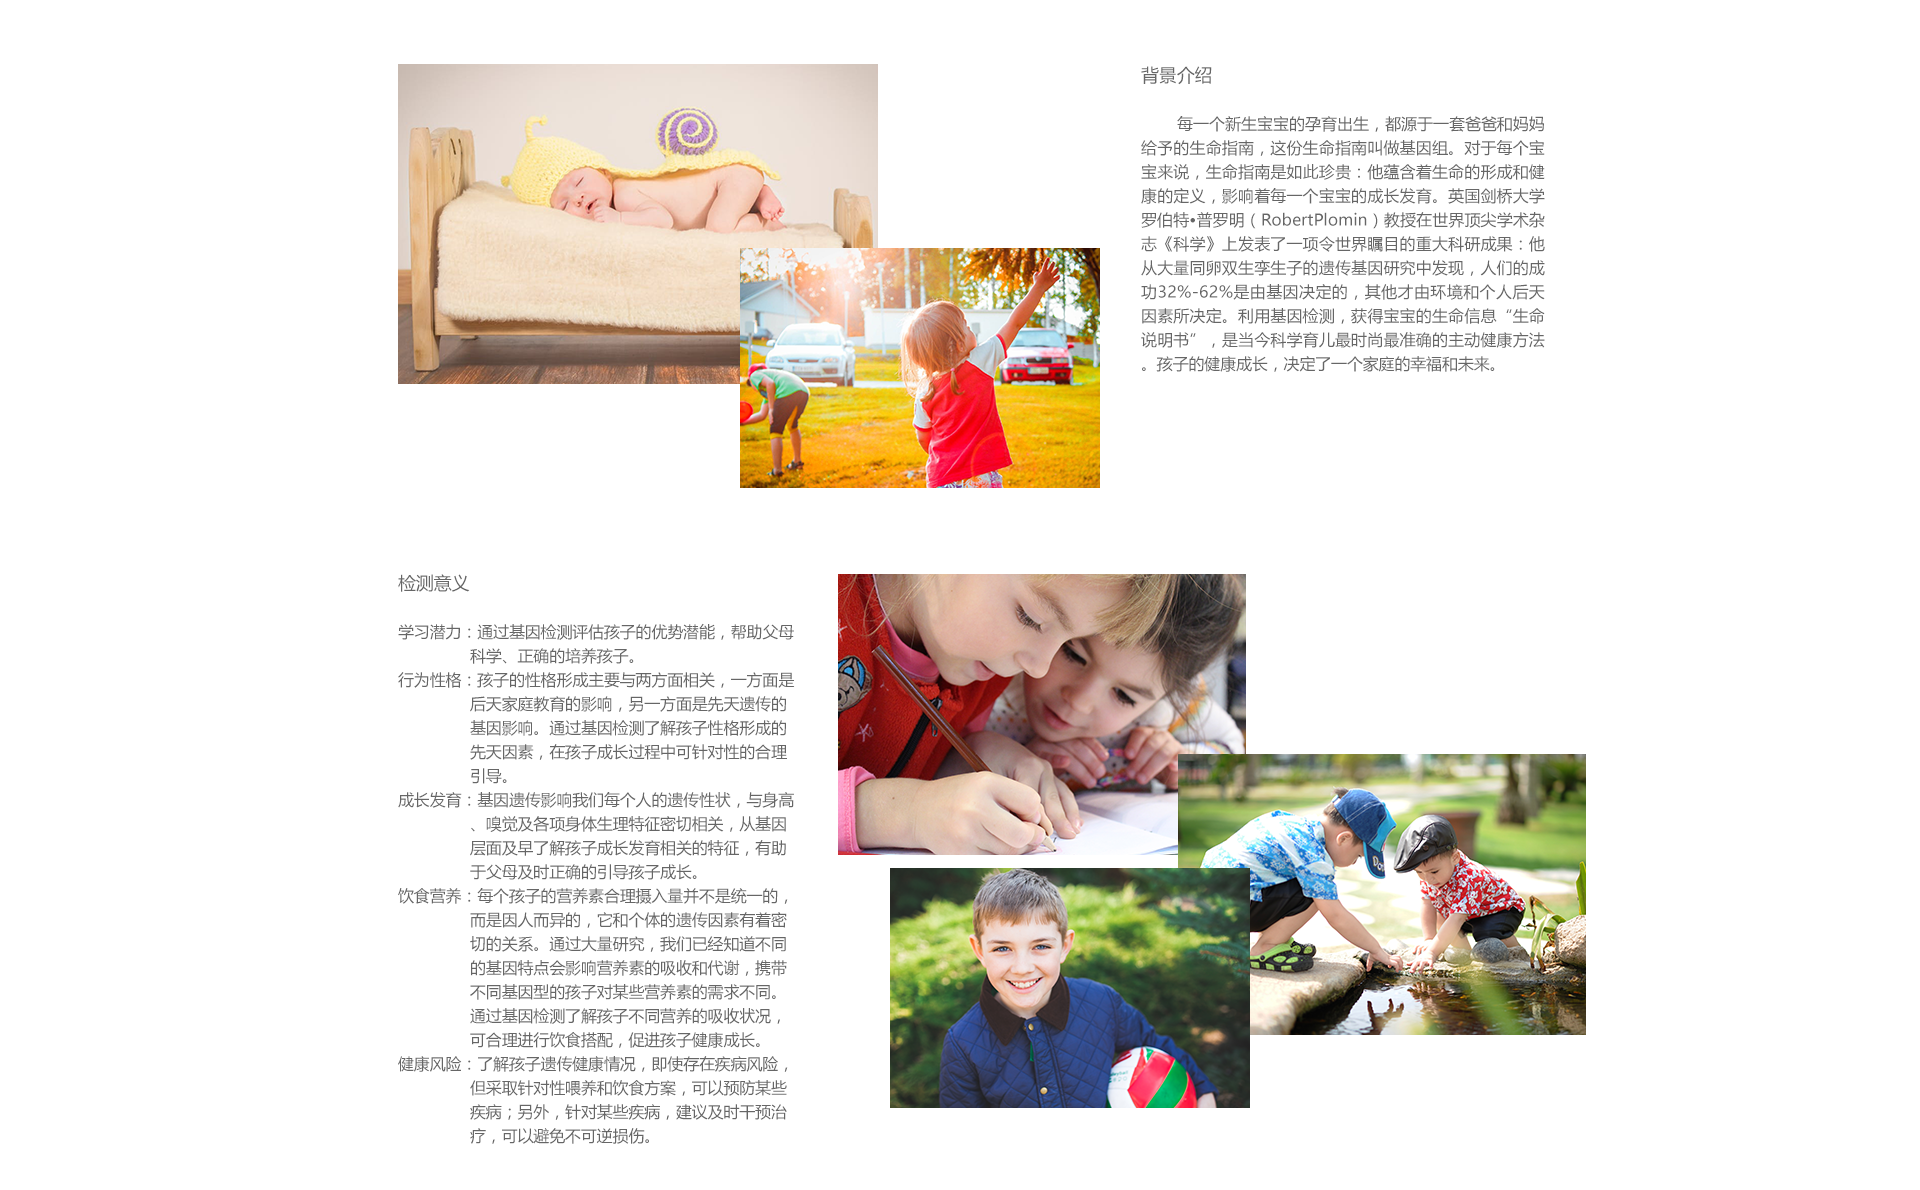 背景介绍
每一个新生宝宝的孕育出生，都源于一套爸爸和妈妈
给予的生命指南，这份生命指南叫做基因组。对于每个宝
宝来说，生命指南是如此珍贵：他蕴含着生命的形成和健
康的定义，影响着每一个宝宝的成长发育。英国剑桥大学
罗伯特•普罗明（RobertPlomin）教授在世界顶尖学术杂
志《科学》上发表了一项令世界瞩目的重大科研成果：他
从大量同卵双生孪生子的遗传基因研究中发现，人们的成
功32%-62%是由基因决定的，其他才由环境和个人后天
因素所决定。利用基因检测，获得宝宝的生命信息“生命
说明书”，是当今科学育儿最时尚最准确的主动健康方法
。孩子的健康成长，决定了一个家庭的幸福和未来。
检测意义
学习潜力：通过基因检测评估孩子的优势潜能，帮助父母
科学、正确的培养孩子。
行为性格：孩子的性格形成主要与两方面相关，一方面是
后天家庭教育的影响，另一方面是先天遗传的
基因影响。通过基因检测了解孩子性格形成的
先天因素，在孩子成长过程中可针对性的合理
引导。
成长发育：基因遗传影响我们每个人的遗传性状，与身高
、嗅觉及各项身体生理特征密切相关，从基因
层面及早了解孩子成长发育相关的特征，有助
于父母及时正确的引导孩子成长。
饮食营养：每个孩子的营养素合理摄入量并不是统一的，
而是因人而异的，它和个体的遗传因素有着密
切的关系。通过大量研究，我们已经知道不同
的基因特点会影响营养素的吸收和代谢，携带
不同基因型的孩子对某些营养素的需求不同。
通过基因检测了解孩子不同营养的吸收状况，
可合理进行饮食搭配，促进孩子健康成长。
健康风险：了解孩子遗传健康情况，即使存在疾病风险，
但采取针对性喂养和饮食方案，可以预防某些
疾病；另外，针对某些疾病，建议及时干预治
疗，可以避免不可逆损伤。